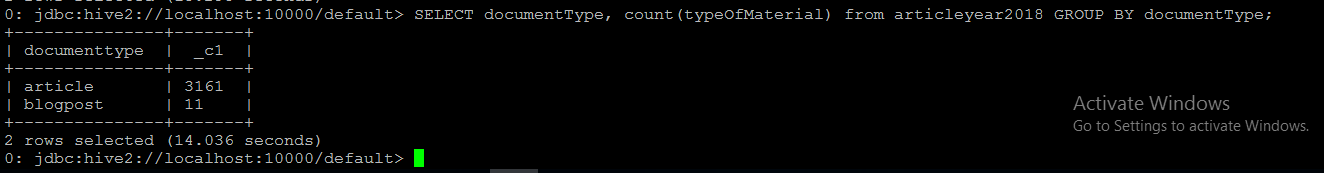 0: jdbc:hive2://localhost:10000/default> SELECT documentType, count(typeOfMaterial) from articleyear2018 GROUP BY documentType;
+---------------+-------+
| documenttype  |  _c1  |
+---------------+-------+
| article       | 3161  |
| blogpost      | 11    |
+---------------+-------+
2 rows selected (14.036 seconds)
0: jdbc:hive2://localhost:10000/default>
Activate Windows
Go to Settings to activate Windows.